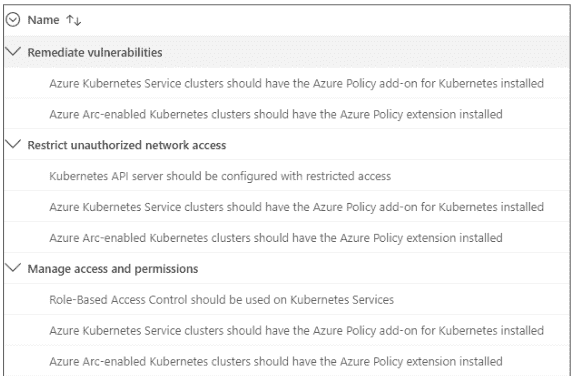 Name ↑↓
Remediate vulnerabilities
Azure Kubernetes Service clusters should have the Azure Policy add-on for Kubernetes installed
Azure Arc-enabled Kubernetes clusters should have the Azure Policy extension installed
Restrict unauthorized network access
Kubernetes API server should be configured with restricted access
Azure Kubernetes Service clusters should have the Azure Policy add-on for Kubernetes installed
Azure Arc-enabled Kubernetes clusters should have the Azure Policy extension installed
Manage access and permissions
Role-Based Access Control should be used on Kubernetes Services
Azure Kubernetes Service clusters should have the Azure Policy add-on for Kubernetes installed
Azure Arc-enabled Kubernetes clusters should have the Azure Policy extension installed